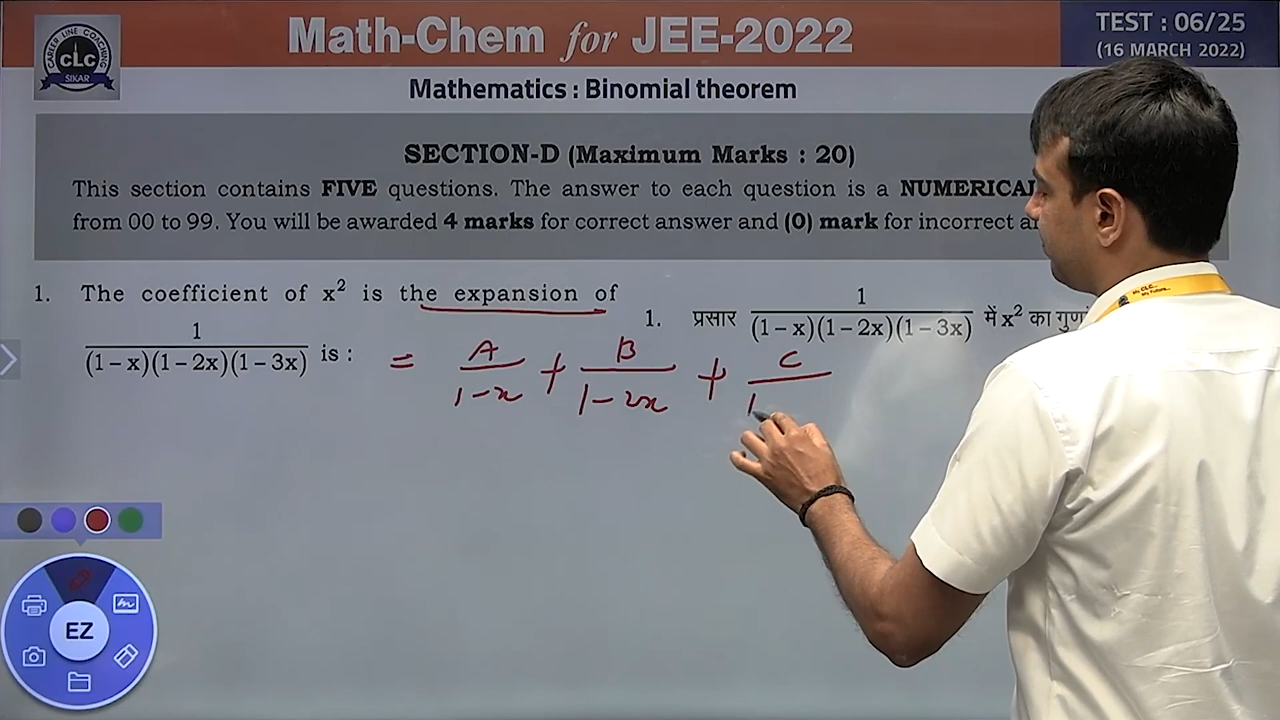 CAREER LINE COACHING
CLC
SIKAR
Math-Chem for JEE-2022
TEST : 06/25
(16 MARCH 2022)
Mathematics : Binomial theorem
SECTION-D (Maximum Marks : 20)
This section contains FIVE questions. The answer to each question is a NUMERICAL
from 00 to 99. You will be awarded 4 marks for correct answer and (0) mark for incorrect
1. The coefficient of x² is the expansion of
1/((1−x)(1−2x)(1−3x)) is :
= A/(1-x) + B/(1-2x) + C/1
1. प्रसार 1/((1−x)(1−2x)(1−3x)) में x² का
My CLC...
EZ